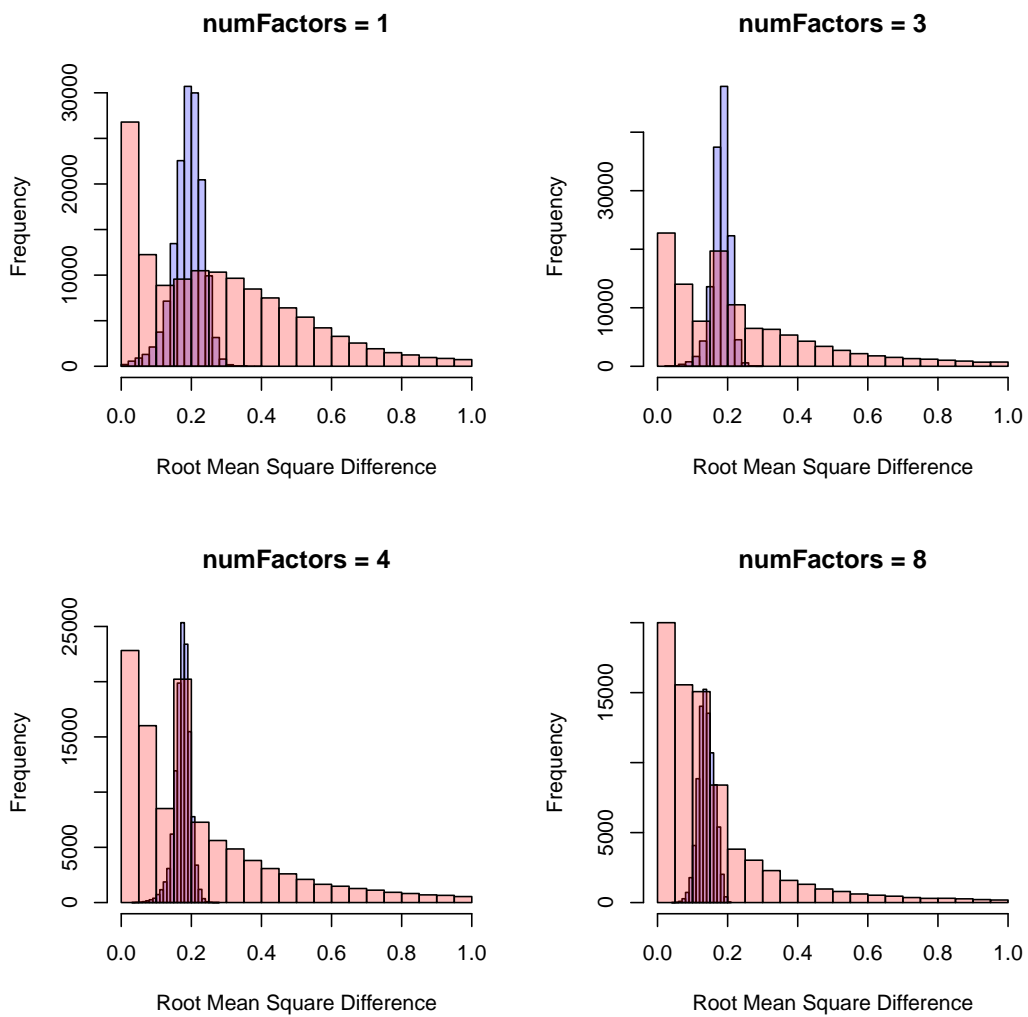 numFactors = 1
Frequency
0 10000 20000 30000
0.0 0.2 0.4 0.6 0.8 1.0
Root Mean Square Difference
numFactors = 3
Frequency
0 10000 30000
0.0 0.2 0.4 0.6 0.8 1.0
Root Mean Square Difference
numFactors = 4
Frequency
0 5000 15000 25000
0.0 0.2 0.4 0.6 0.8 1.0
Root Mean Square Difference
numFactors = 8
Frequency
0 5000 15000
0.0 0.2 0.4 0.6 0.8 1.0
Root Mean Square Difference